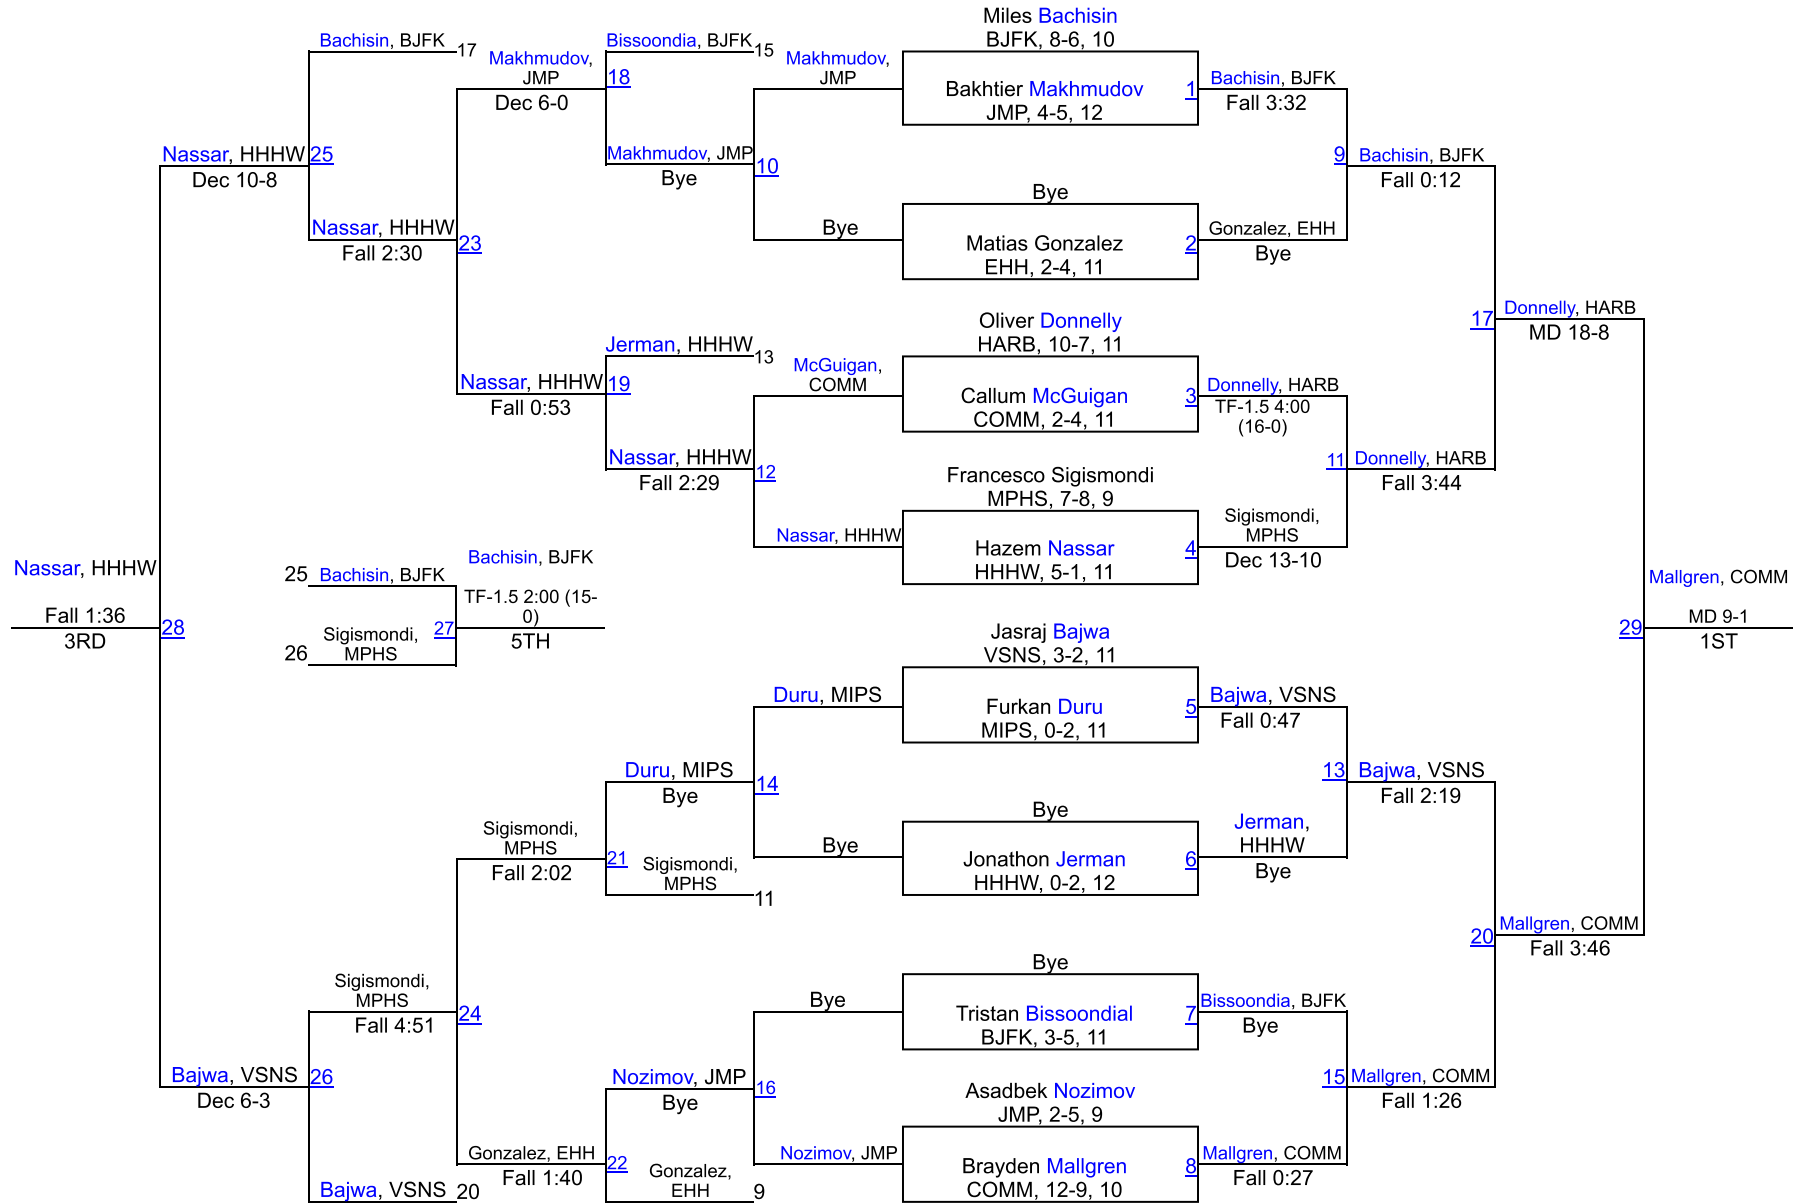 Miles Bachisin
BJFK, 8-6, 10
Bachisin, BJFK
17
Makhmudov,
JMP
Dec 6-0
Bissoondia, BJFK
15
18
Makhmudov,
JMP
Bakhtier Makhmudov
JMP, 4-5, 12
1
Bachisin, BJFK
Fall 3:32
Nassar, HHHW
Dec 10-8
25
Makhmudov, JMP
Bye
10
9
Bachisin, BJFK
Fall 0:12
Bye
Nassar, HHHW
Fall 2:30
23
Bye
Matias Gonzalez
EHH, 2-4, 11
2
Gonzalez, EHH
Bye
Oliver Donnelly
HARB, 10-7, 11
17
Donnelly, HARB
MD 18-8
Jerman, HHHW
13
Nassar, HHHW
Fall 0:53
19
McGuigan,
COMM
Callum McGuigan
COMM, 2-4, 11
3
Donnelly, HARB
TF-1.5 4:00
(16-0)
Nassar, HHHW
Fall 2:29
12
Francesco Sigismondi
MPHS, 7-8, 9
11
Donnelly, HARB
Fall 3:44
Nassar, HHHW
Hazem Nassar
HHHW, 5-1, 11
4
Sigismondi,
MPHS
Dec 13-10
Nassar, HHHW
Fall 1:36
3RD
28
25
Bachisin, BJFK
26
Sigismondi,
MPHS
27
Bachisin, BJFK
TF-1.5 2:00 (15-
0)
5TH
Mallgren, COMM
29
MD 9-1
1ST
Jasraj Bajwa
VSNS, 3-2, 11
Duru, MIPS
Furkan Duru
MIPS, 0-2, 11
5
Bajwa, VSNS
Fall 0:47
Duru, MIPS
Bye
14
13
Bajwa, VSNS
Fall 2:19
Bye
Sigismondi,
MPHS
Fall 2:02
21
Sigismondi,
MPHS
11
Bye
Jonathon Jerman
HHHW, 0-2, 12
6
Jerman,
HHHW
Bye
20
Mallgren, COMM
Fall 3:46
Bye
Sigismondi,
MPHS
Fall 4:51
24
Bye
Tristan Bissoondial
BJFK, 3-5, 11
7
Bissoondia, BJFK
Bye
Bajwa, VSNS
Dec 6-3
26
Nozimov, JMP
Bye
16
Asadbek Nozimov
JMP, 2-5, 9
15
Mallgren, COMM
Fall 1:26
Gonzalez, EHH
Fall 1:40
22
Gonzalez,
EHH
9
Nozimov, JMP
Brayden Mallgren
COMM, 12-9, 10
8
Mallgren, COMM
Fall 0:27
Bajwa, VSNS
20